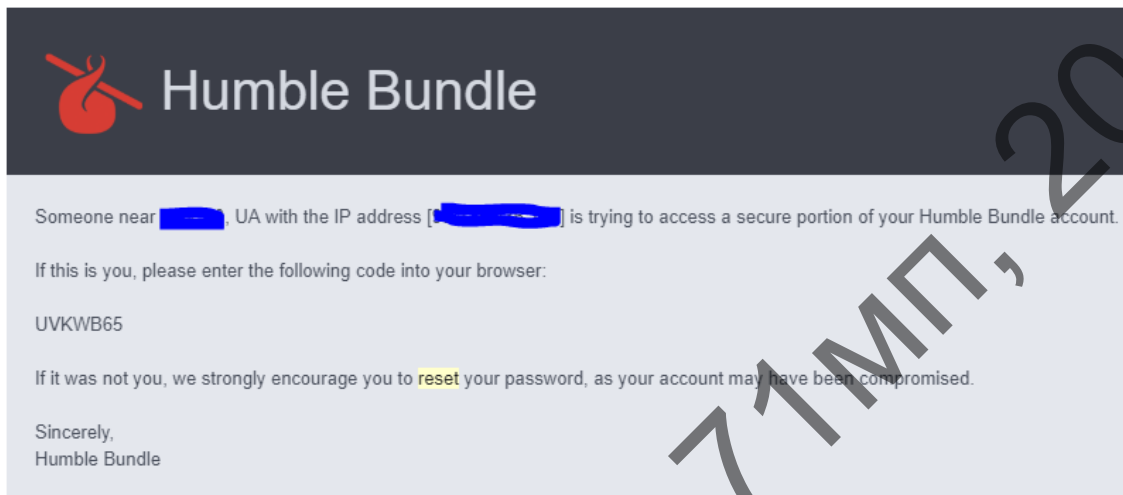 Humble Bundle
Someone near , UA with the IP address [ ] is trying to access a secure portion of your Humble Bundle account.
If this is you, please enter the following code into your browser:
UVKWB65
If it was not you, we strongly encourage you to reset your password, as your account may have been compromised.
Sincerely,
Humble Bundle
71мп, 20